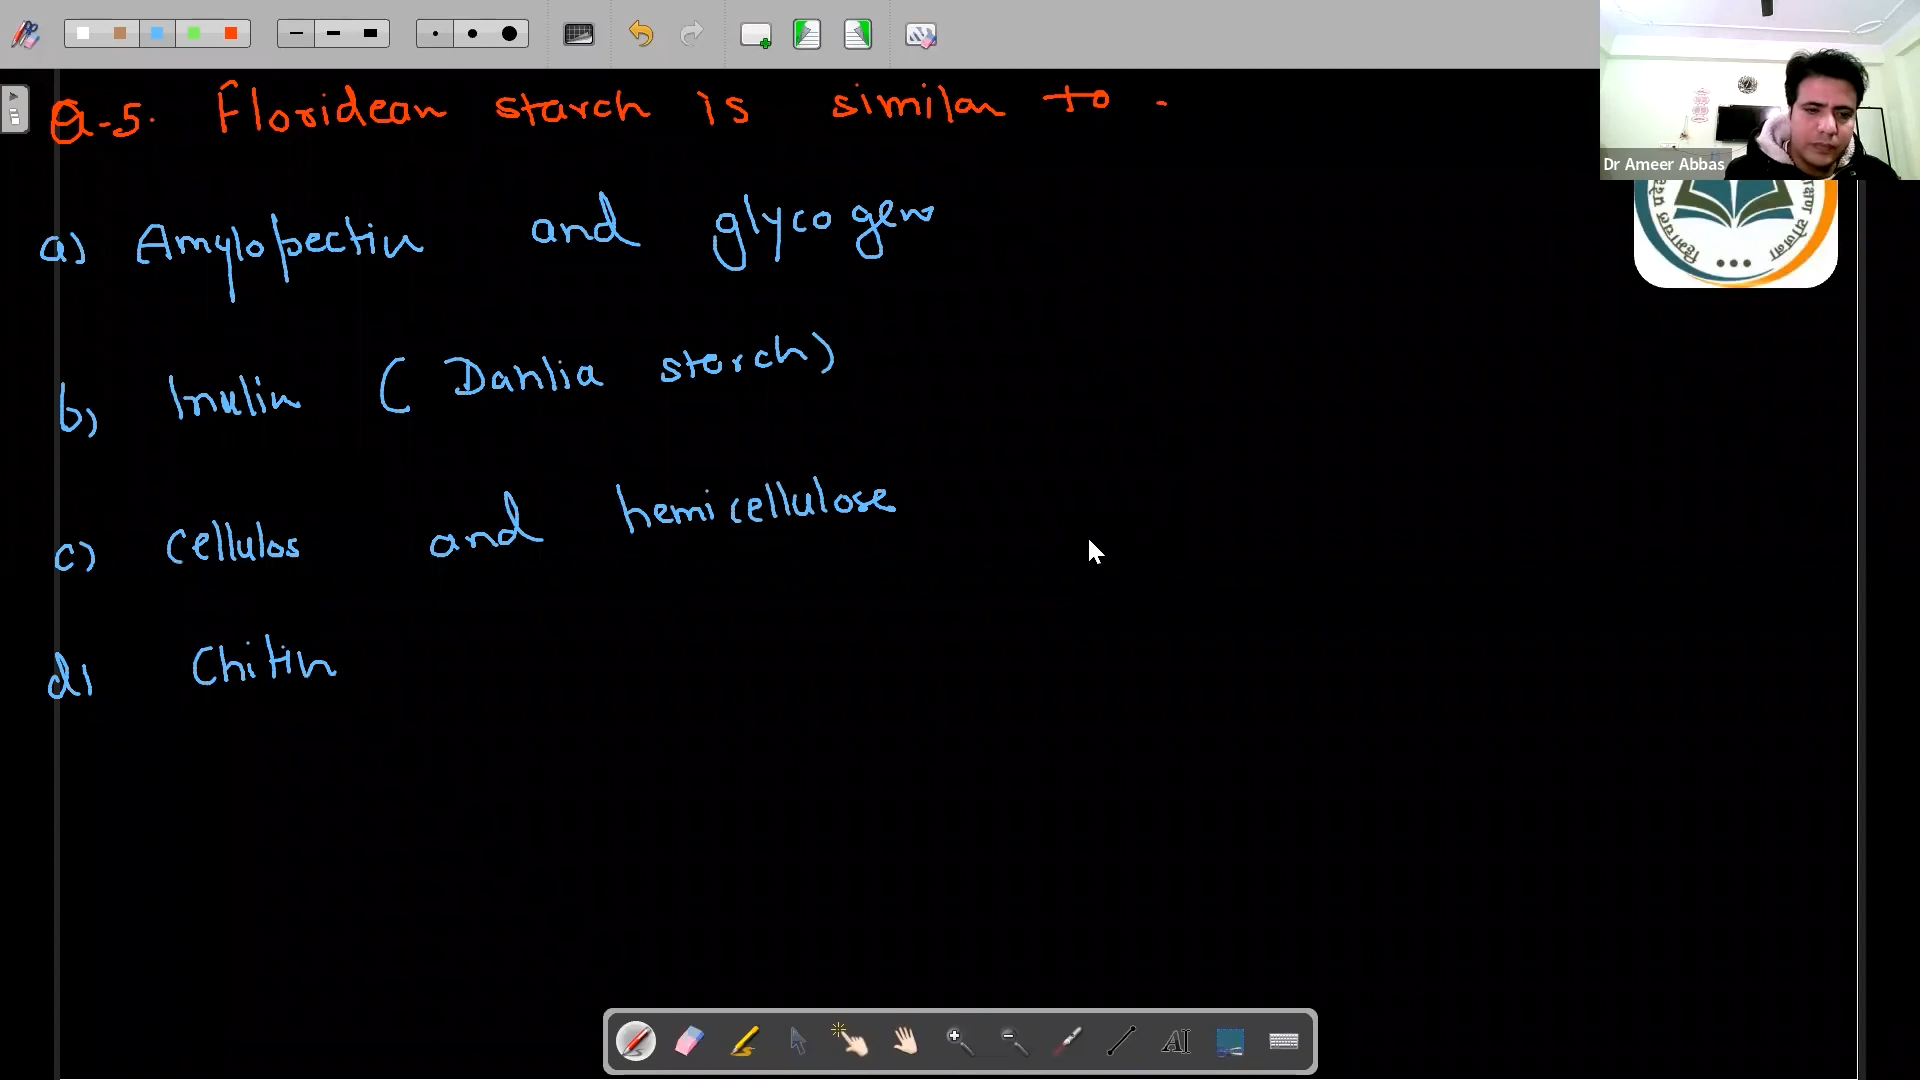 Q-5. Floridean starch is similar to -
Dr Ameer Abbas
a) Amylopectin and glycogen
b) Inulin (Dahlia starch)
c) cellulos and hemicellulose
d) Chitin